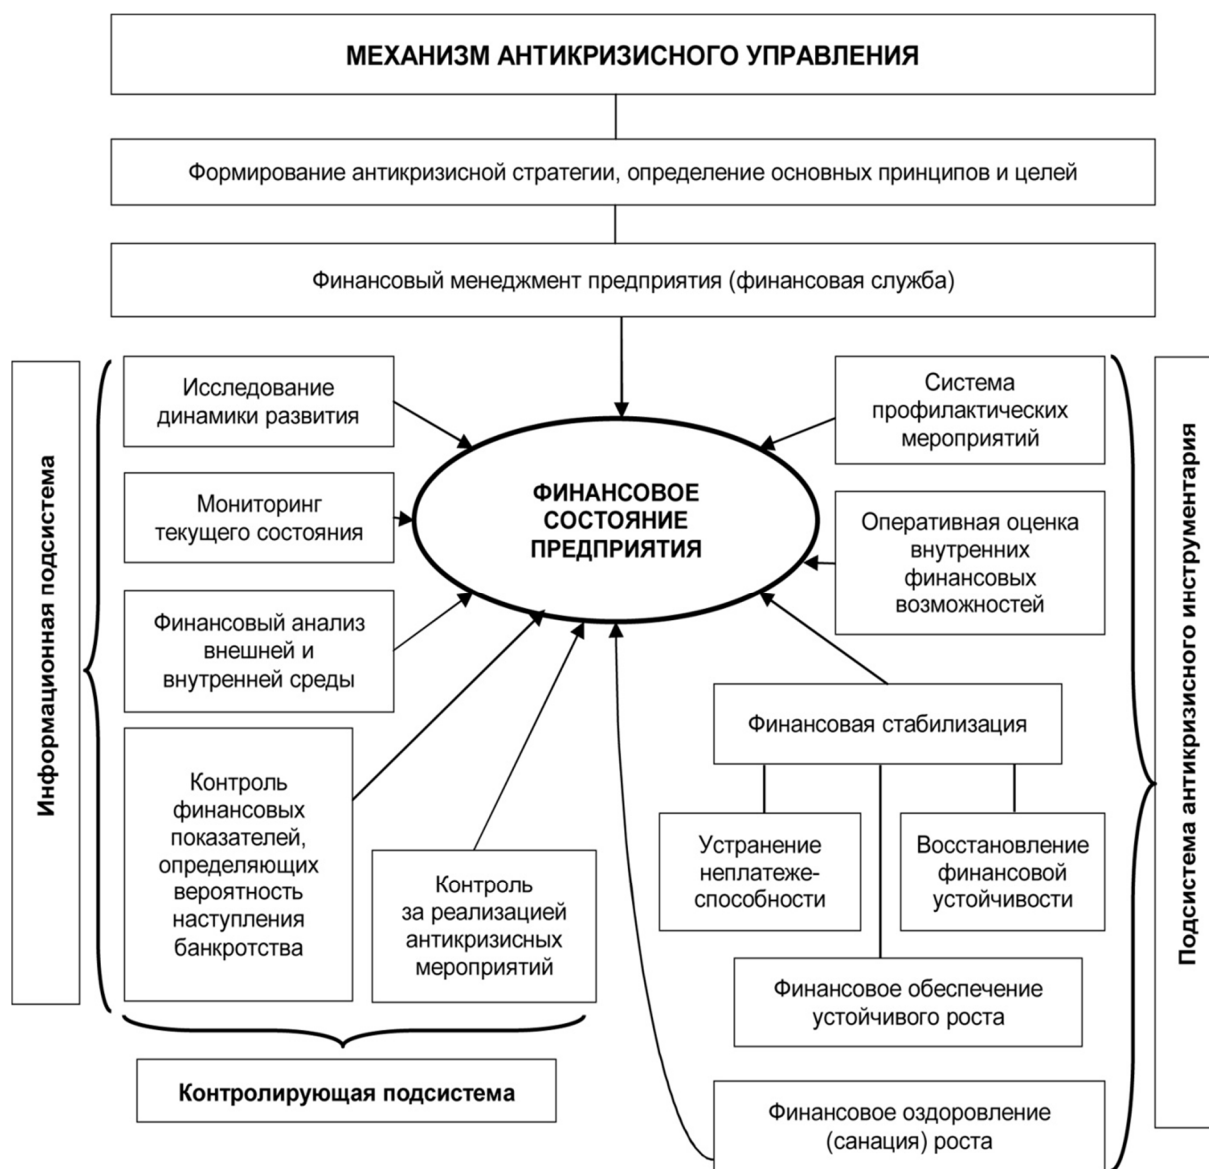 МЕХАНИЗМ АНТИКРИЗИСНОГО УПРАВЛЕНИЯ
Формирование антикризисной стратегии, определение основных принципов и целей
Финансовый менеджмент предприятия (финансовая служба)
Информационная подсистема
Исследование
динамики развития
Мониторинг
текущего состояния
Финансовый анализ
внешней и
внутренней среды
Контроль
финансовых
показателей,
определяющих
вероятность
наступления
банкротства
Контроль
за реализацией
антикризисных
мероприятий
Контролирующая подсистема
ФИНАНСОВОЕ
СОСТОЯНИЕ
ПРЕДПРИЯТИЯ
Система
профилактических
мероприятий
Оперативная оценка
внутренних
финансовых
возможностей
Финансовая стабилизация
Устранение
неплатеже-
способности
Восстановление
финансовой
устойчивости
Финансовое обеспечение
устойчивого роста
Финансовое оздоровление
(санация) роста
Подсистема антикризисного инструментария